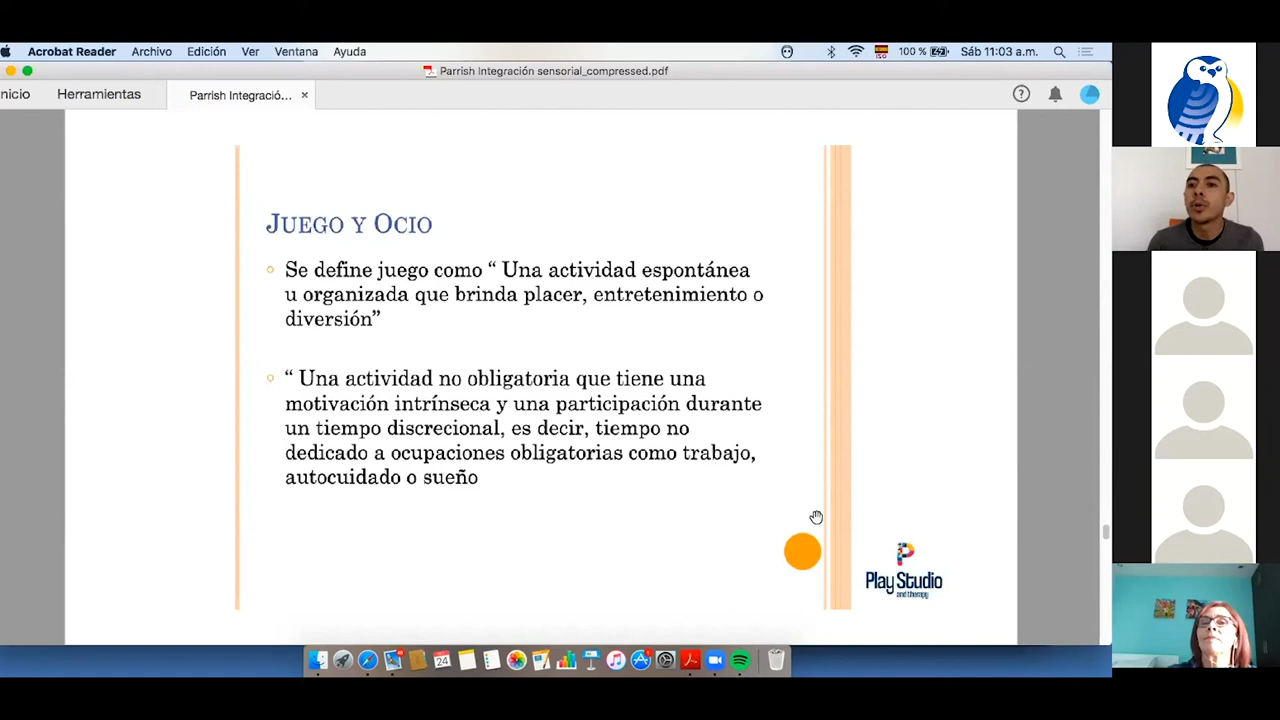 Acrobat Reader Archivo Edición Ver Ventana Ayuda 100 % Sáb 11:03 a.m.
Parrish Integración sensorial_compressed.pdf
nicio Herramientas Parrish Integració... ×
JUEGO Y OCIO
Se define juego como “ Una actividad espontánea
u organizada que brinda placer, entretenimiento o
diversión”
“ Una actividad no obligatoria que tiene una
motivación intrínseca y una participación durante
un tiempo discrecional, es decir, tiempo no
dedicado a ocupaciones obligatorias como trabajo,
autocuidado o sueño
Play Studio
and therapy
24